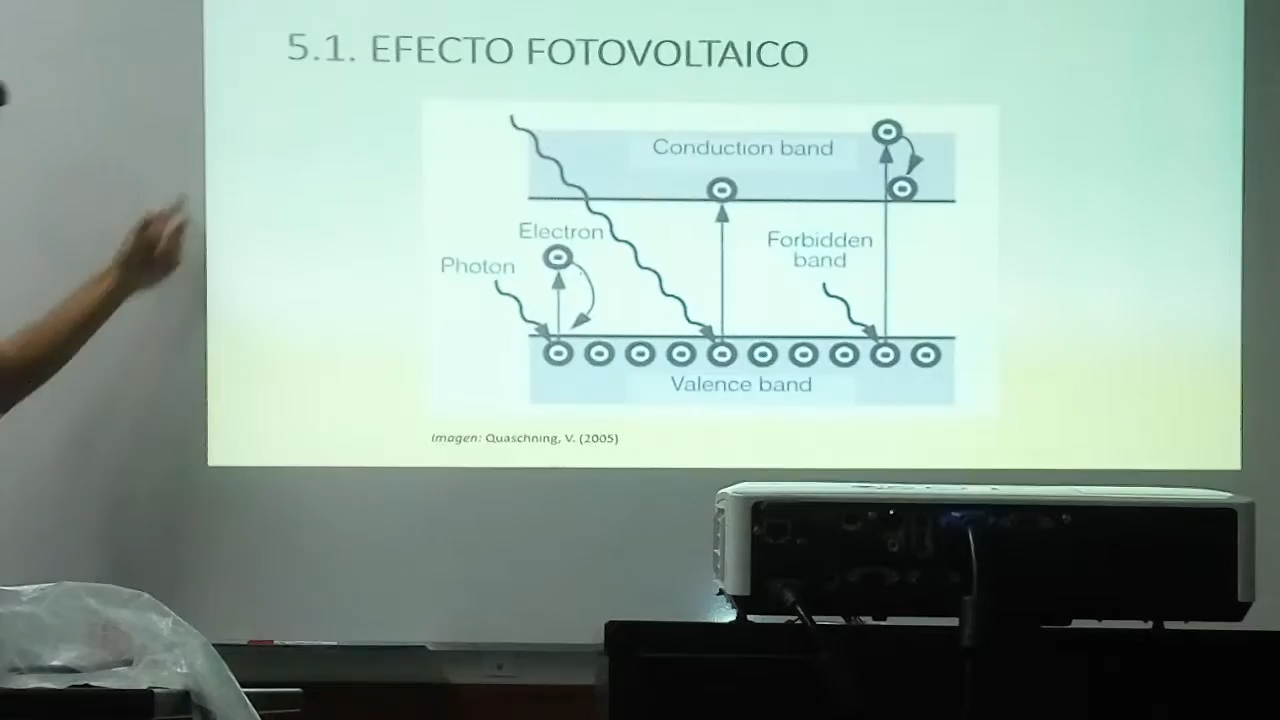 5.1. EFECTO FOTOVOLTAICO
Conduction band
Electron
Forbidden
band
Photon
Valence band
Imagen: Quaschning, V. (2005)